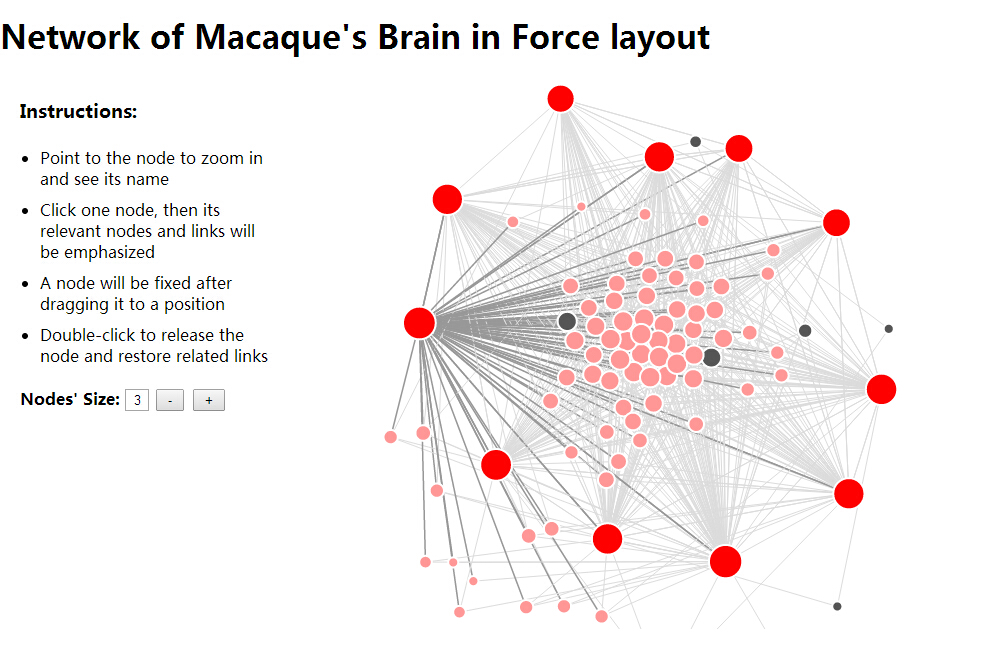 Network of Macaque's Brain in Force layout
Instructions:
Point to the node to zoom in
and see its name
Click one node, then its
relevant nodes and links will
be emphasized
A node will be fixed after
dragging it to a position
Double-click to release the
node and restore related links
Nodes' Size: 3 - +